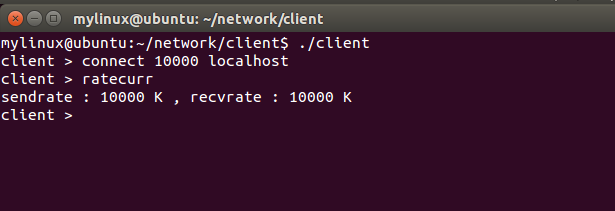 mylinux@ubuntu: ~/network/client
mylinux@ubuntu:~/network/client$ ./client
client > connect 10000 localhost
client > ratecurr
sendrate : 10000 K , recvrate : 10000 K
client >